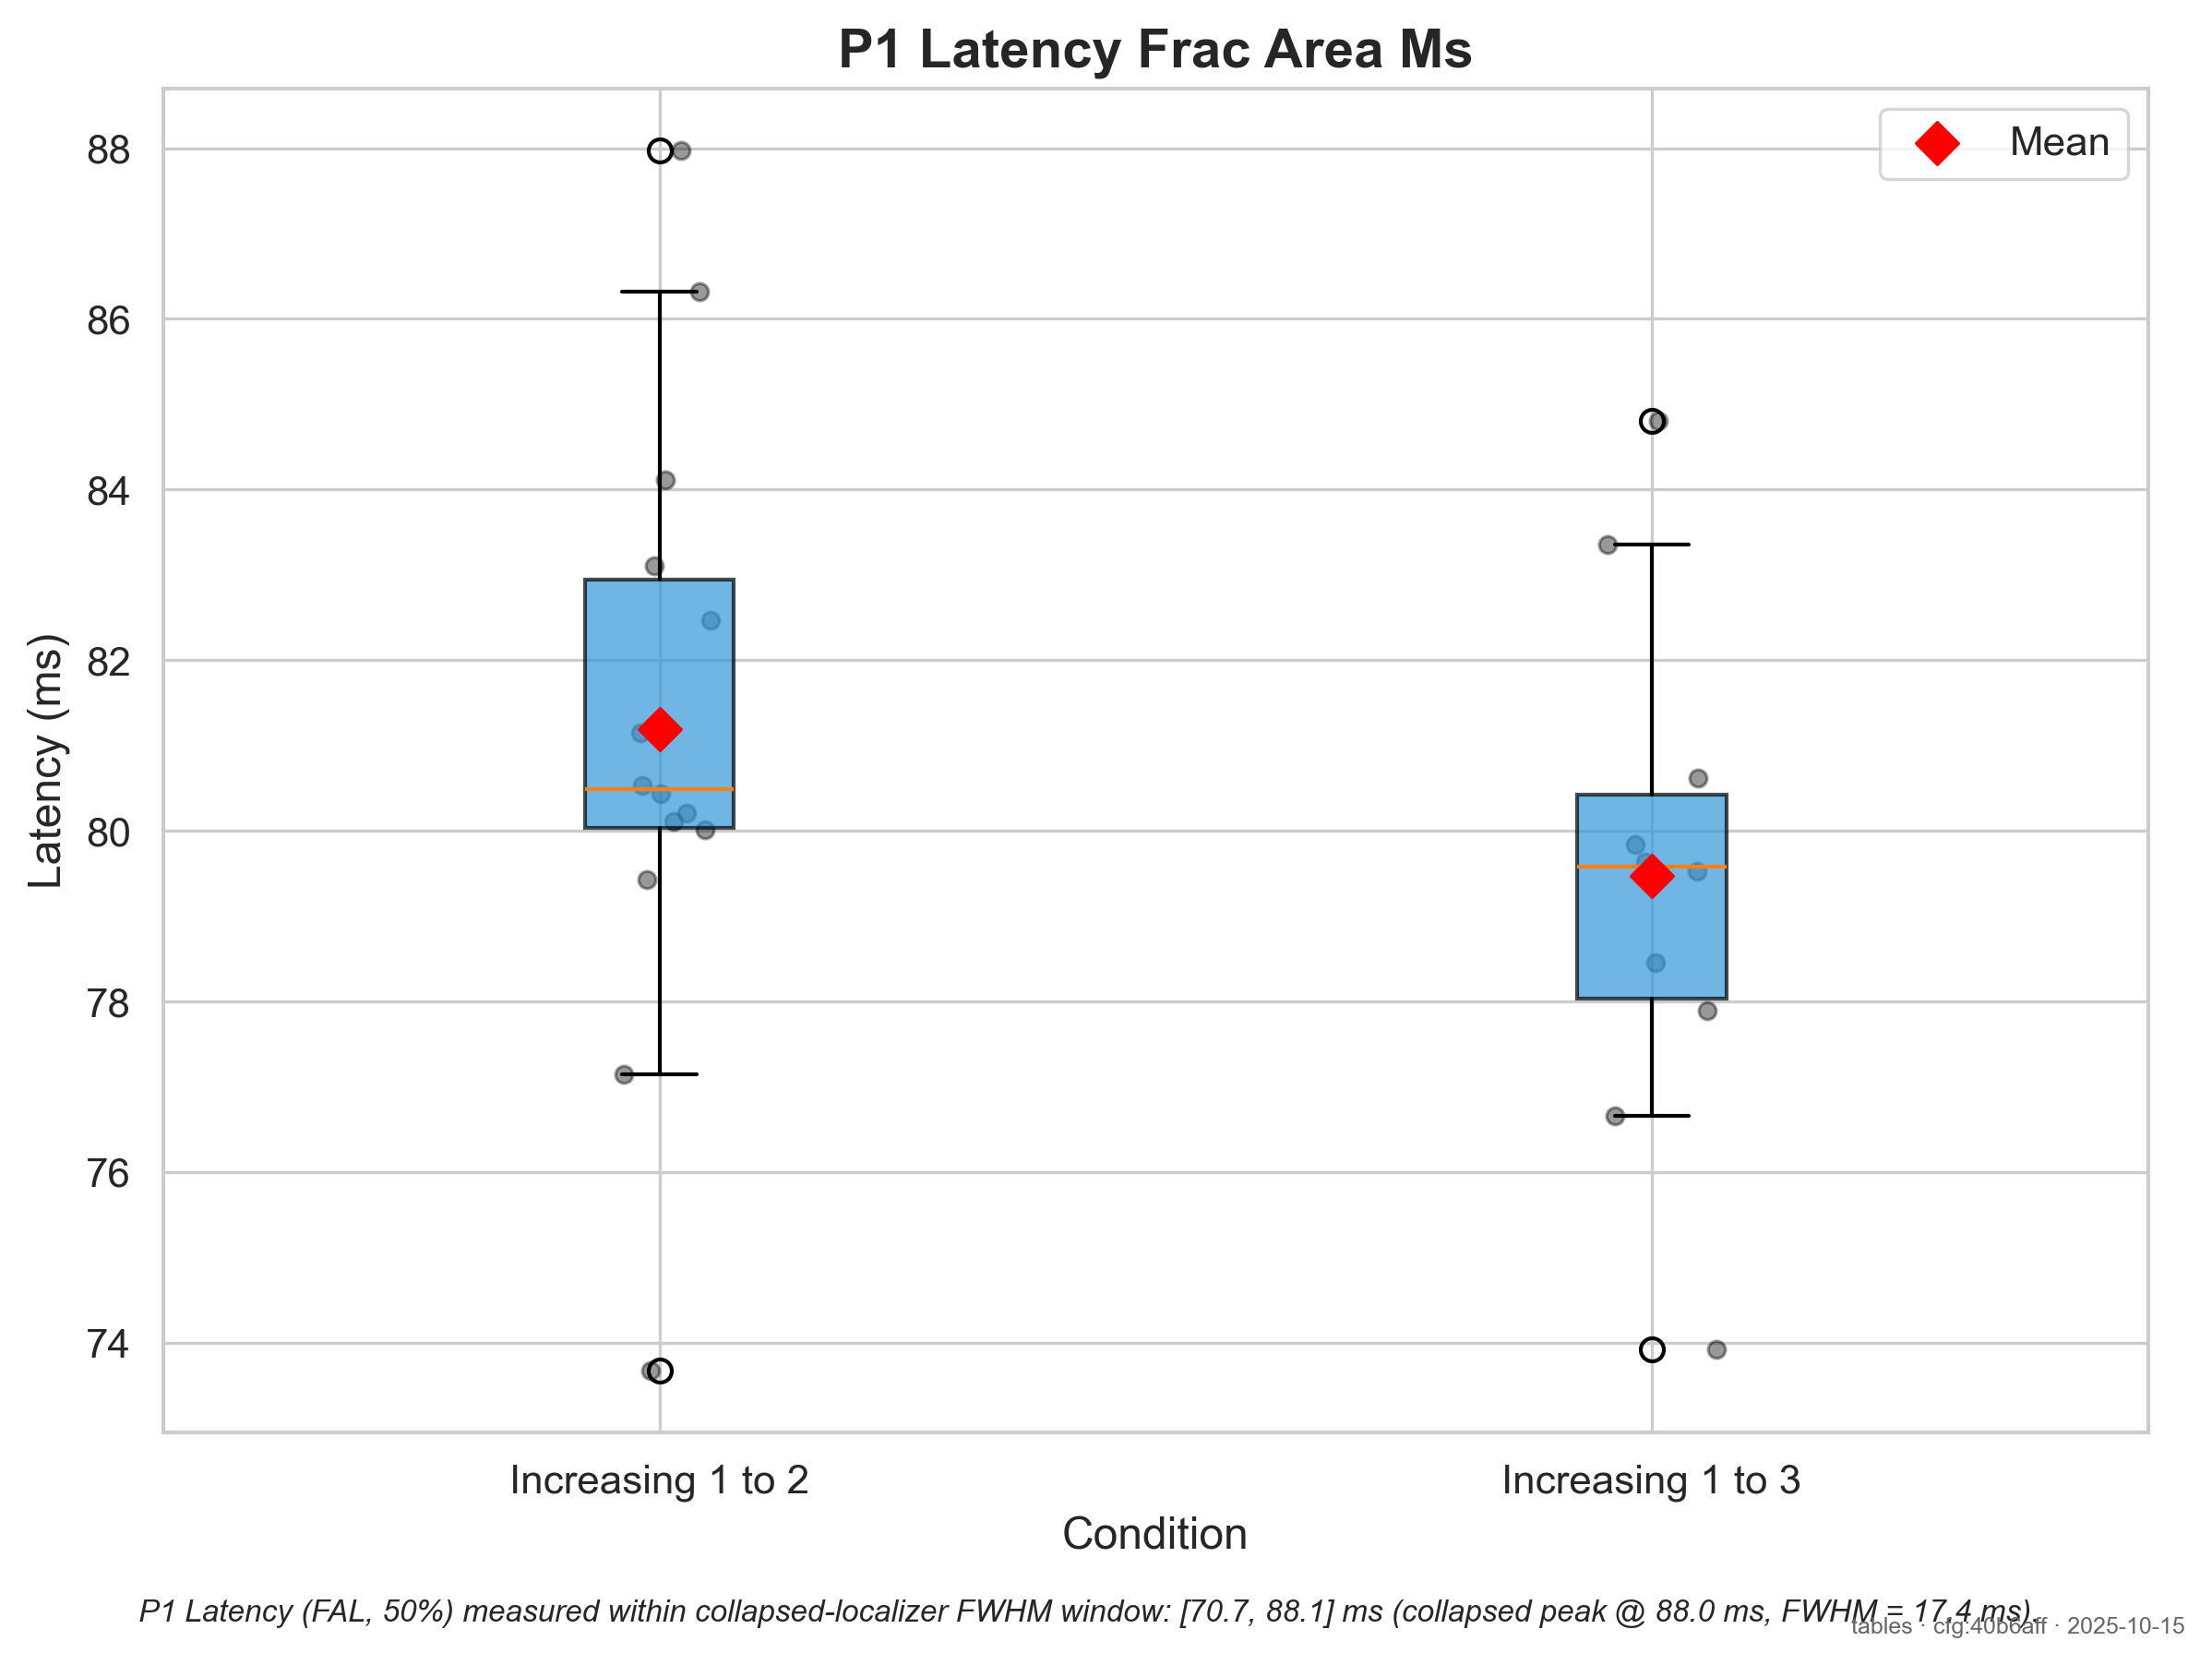 P1 Latency Frac Area Ms
Mean
88
86
84
82
80
78
76
74
Latency (ms)
Increasing 1 to 2
Increasing 1 to 3
Condition
P1 Latency (FAL, 50%) measured within collapsed-localizer FWHM window: [70.7, 88.1] ms (collapsed peak @ 88.0 ms, FWHM = 17.4 ms).
tables · cfg:40b6aff · 2025-10-15